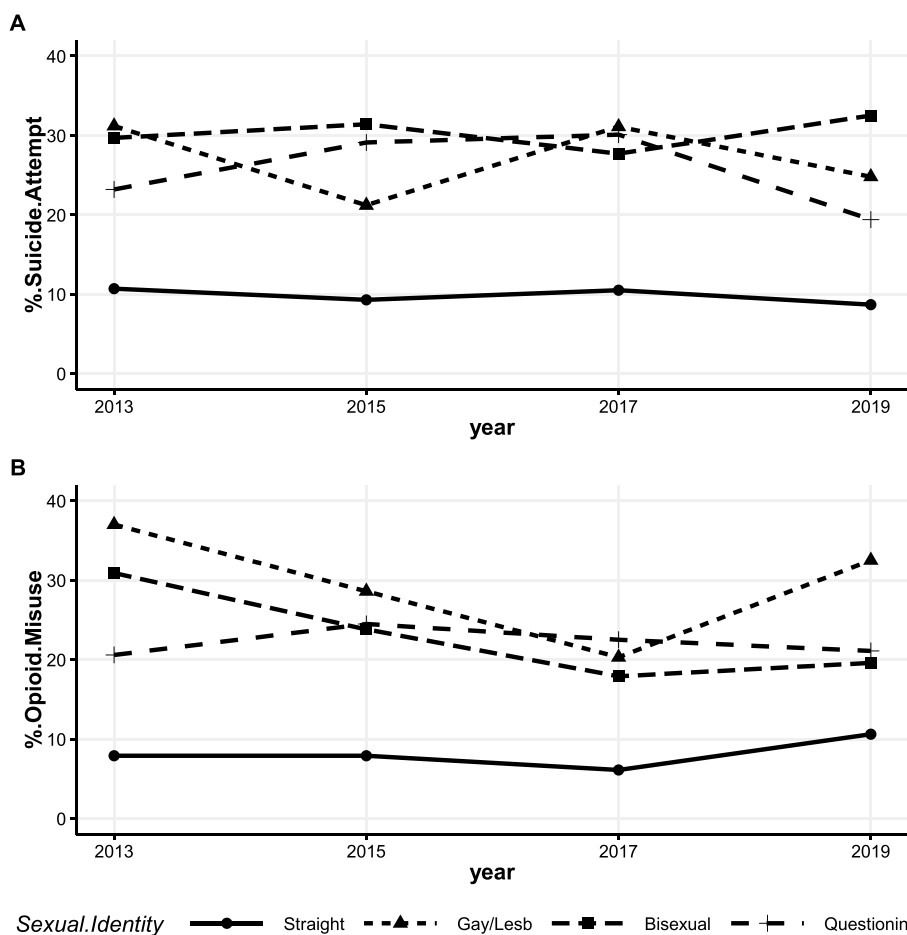 A
%.Suicide.Attempt
40
30
20
10
0
2013 2015 2017 2019
year
B
%.Opioid.Misuse
40
30
20
10
0
2013 2015 2017 2019
year
Sexual.Identity Straight Gay/Lesb Bisexual Questionin